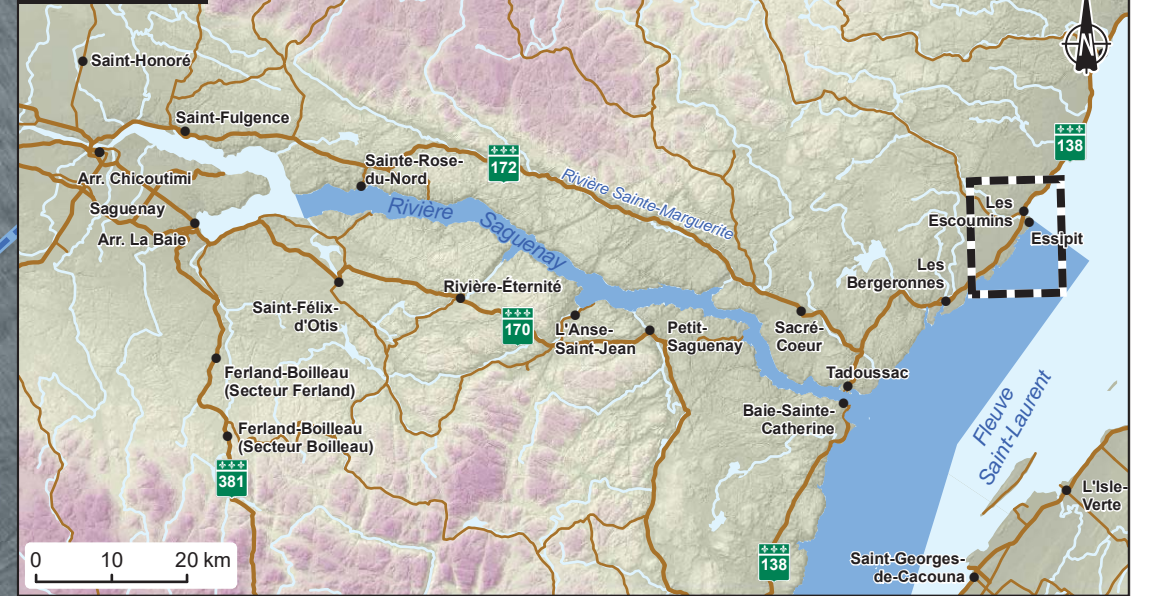 N
Saint-Honoré
Saint-Fulgence
138
Arr. Chicoutimi
Sainte-Rose-
du-Nord
172
Rivière Sainte-Marguerite
Saguenay
Arr. La Baie
Rivière Saguenay
Les
Escoumins
Essipit
Les
Bergeronnes
Saint-Félix-
d'Otis
Rivière-Éternité
170
L'Anse-
Saint-Jean
Petit-
Saguenay
Sacré-
Coeur
Ferland-Boilleau
(Secteur Ferland)
Tadoussac
Baie-Sainte-
Catherine
Ferland-Boilleau
(Secteur Boilleau)
381
Fleuve
Saint-Laurent
L'Isle-
Verte
138
Saint-Georges-
de-Cacouna
0 10 20 km